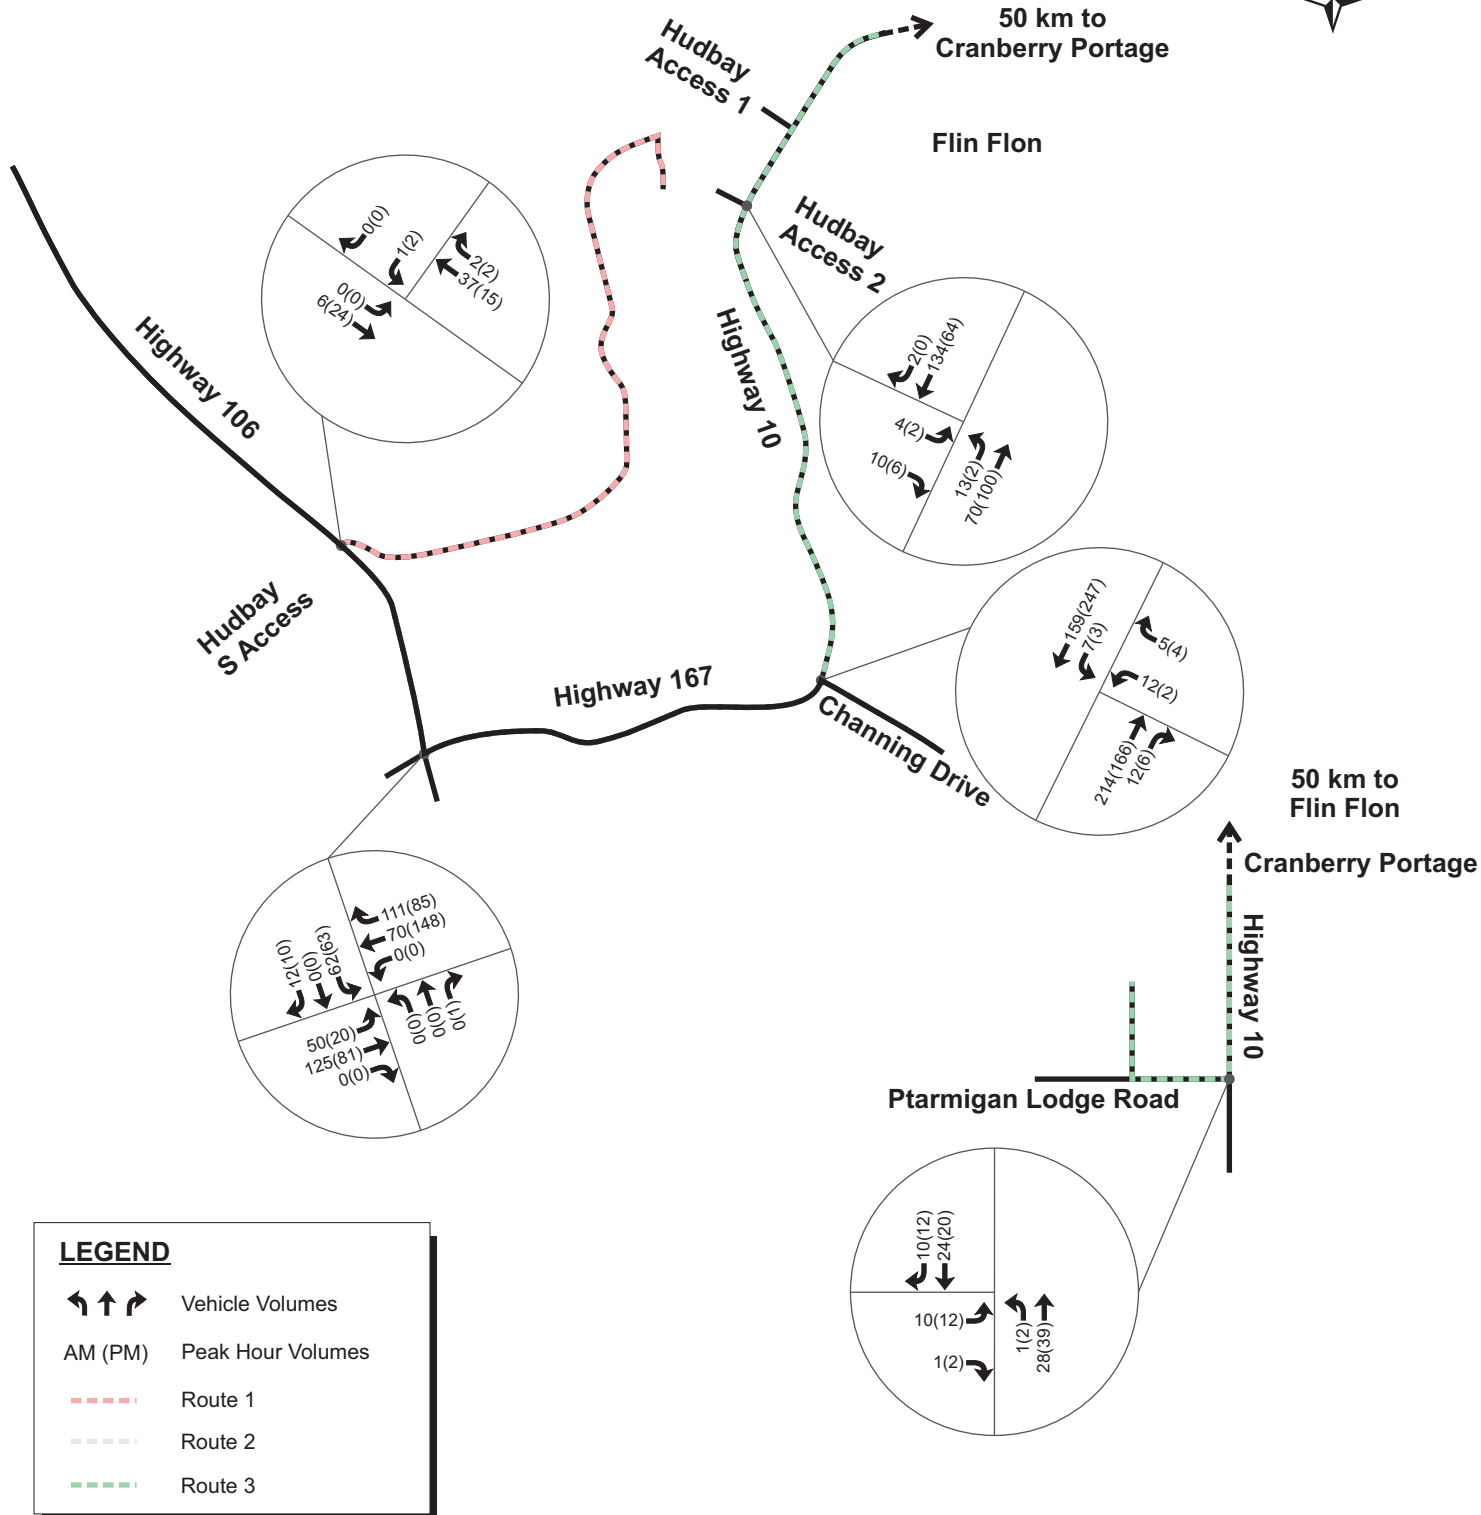 50 km to
Cranberry Portage
Hudbay
Access 1
Flin Flon
Hudbay
Access 2
0(0)
1(2)
2(2)
37(15)
0(0)
6(24)
Highway 106
Highway 10
2(0)
134(64)
4(2)
10(6)
13(2)
70(100)
Hudbay
S Access
159(247)
7(3)
5(4)
12(2)
214(166)
12(6)
Highway 167
Channing Drive
50 km to
Flin Flon
Cranberry Portage
Highway 10
111(85)
70(148)
0(0)
12(10)
0(0)
62(63)
50(20)
125(81)
0(0)
0(0)
0(0)
0(1)
Ptarmigan Lodge Road
10(12)
24(20)
10(12)
1(2)
1(2)
28(39)
LEGEND
Vehicle Volumes
AM (PM) Peak Hour Volumes
Route 1
Route 2
Route 3